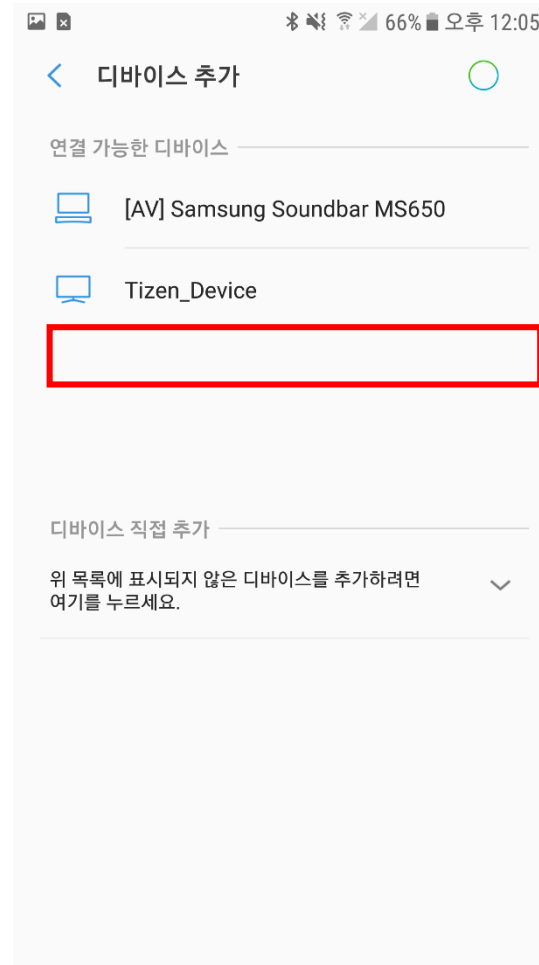 66% 오후 12:05
디바이스 추가
연결 가능한 디바이스
[AV] Samsung Soundbar MS650
Tizen_Device
디바이스 직접 추가
위 목록에 표시되지 않은 디바이스를 추가하려면
여기를 누르세요.